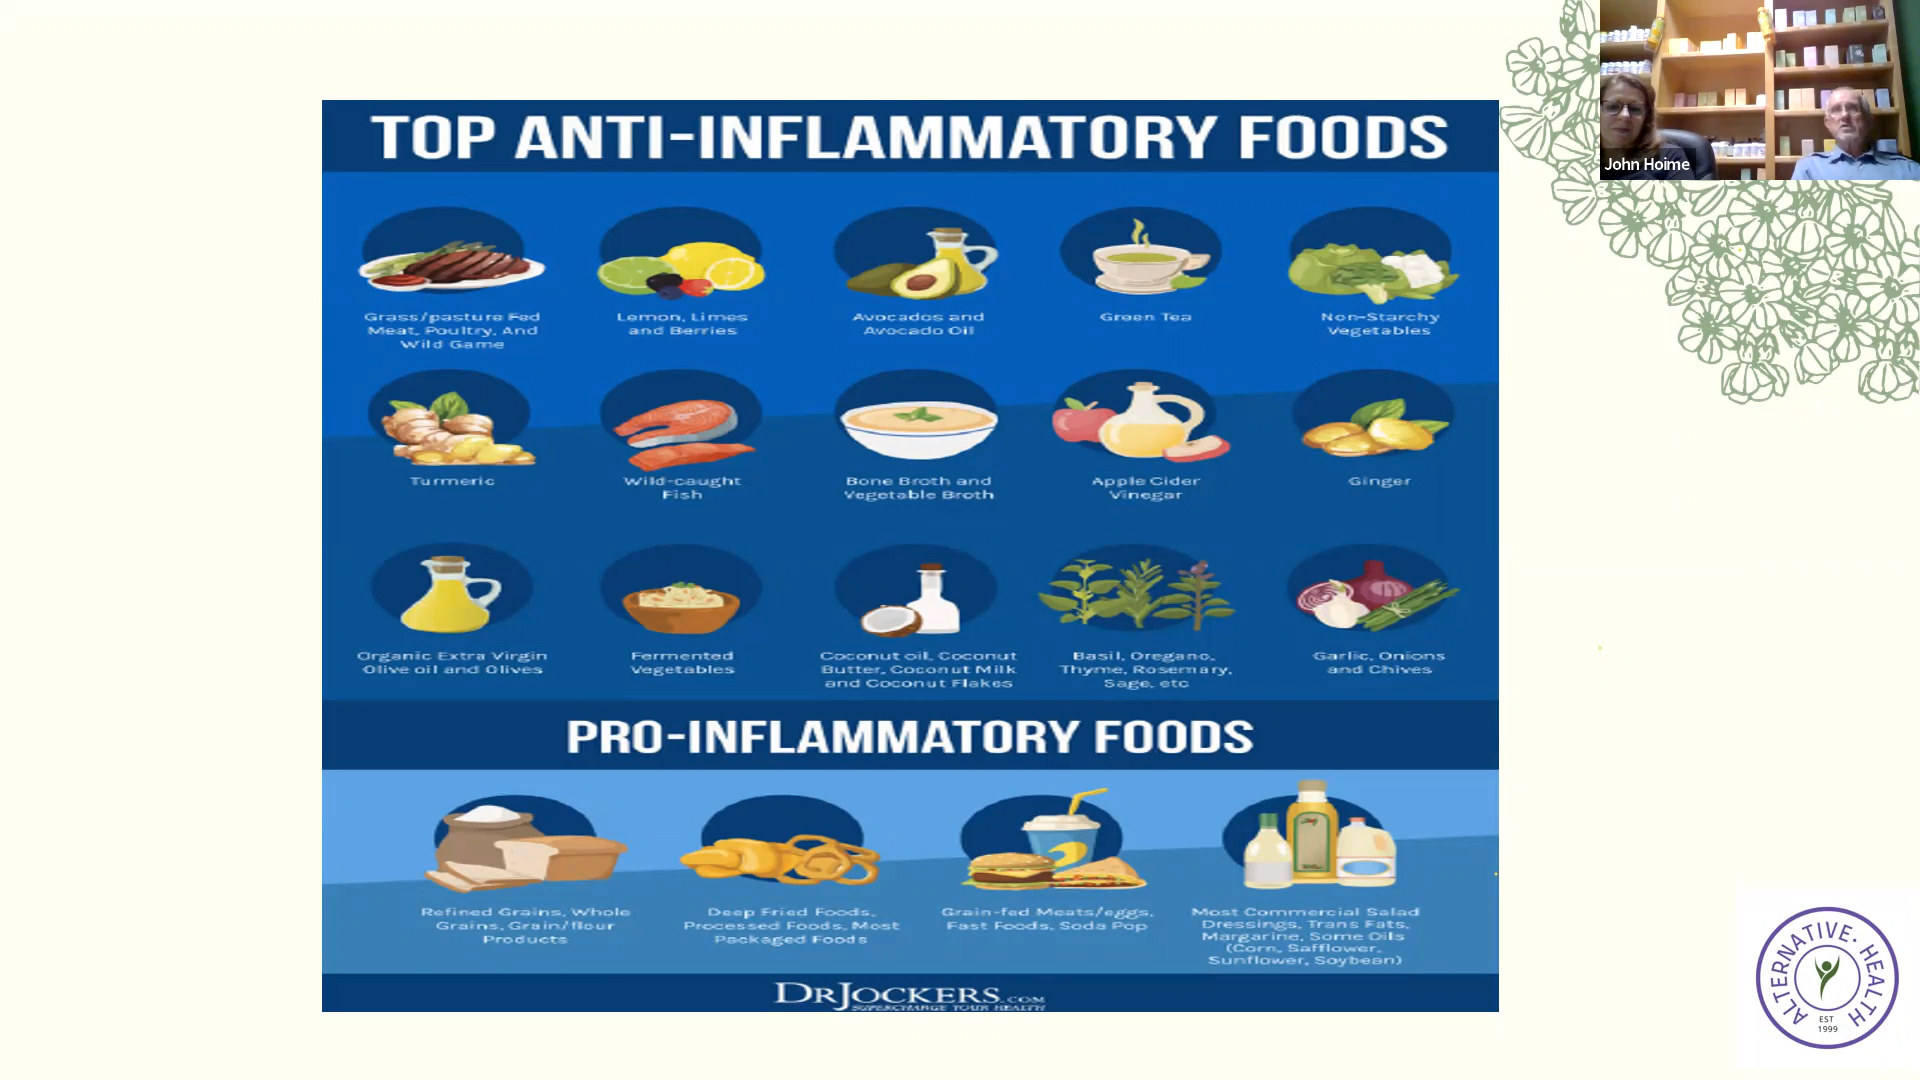 TOP ANTI-INFLAMMATORY FOODS
Grass/pasture Fed
Meat, Poultry, And
Wild Game
Lemon, Limes
and Berries
Avocados and
Avocado Oil
Green Tea
Non-Starchy
Vegetables
Turmeric
Wild-caught
Fish
Bone Broth and
Vegetable Broth
Apple Cider
Vinegar
Ginger
Organic Extra Virgin
Olive oil and Olives
Fermented
Vegetables
Coconut oil, Coconut
Butter, Coconut Milk
and Coconut Flakes
Basil, Oregano,
Thyme, Rosemary,
Sage, etc
Garlic, Onions
and Chives
PRO-INFLAMMATORY FOODS
Refined Grains, Whole
Grains, Grain/flour
Products
Deep Fried Foods,
Processed Foods, Most
Packaged Foods
Grain-fed Meats/eggs,
Fast Foods, Soda Pop
Most Commercial Salad
Dressings, Trans Fats,
Margarine, Some Oils
(Corn, Safflower,
Sunflower, Soybean)
DRJOCKERS.COM
SUPERCHARGE YOUR HEALTH
John Hoime
ALTERNATIVE HEALTH
EST
1999